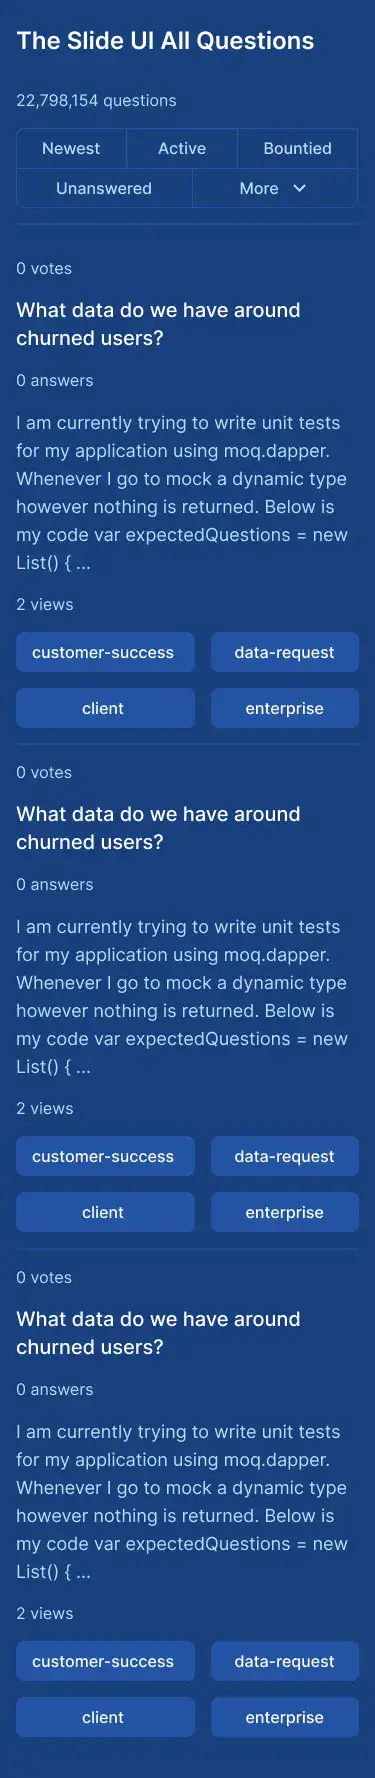 The Slide UI All Questions
22,798,154 questions
Newest Active Bountied
Unanswered More
0 votes
What data do we have around
churned users?
0 answers
I am currently trying to write unit tests
for my application using moq.dapper.
Whenever I go to mock a dynamic type
however nothing is returned. Below is
my code var expectedQuestions = new
List() { ...
2 views
customer-success data-request
client enterprise
0 votes
What data do we have around
churned users?
0 answers
I am currently trying to write unit tests
for my application using moq.dapper.
Whenever I go to mock a dynamic type
however nothing is returned. Below is
my code var expectedQuestions = new
List() { ...
2 views
customer-success data-request
client enterprise
0 votes
What data do we have around
churned users?
0 answers
I am currently trying to write unit tests
for my application using moq.dapper.
Whenever I go to mock a dynamic type
however nothing is returned. Below is
my code var expectedQuestions = new
List() { ...
2 views
customer-success data-request
client enterprise